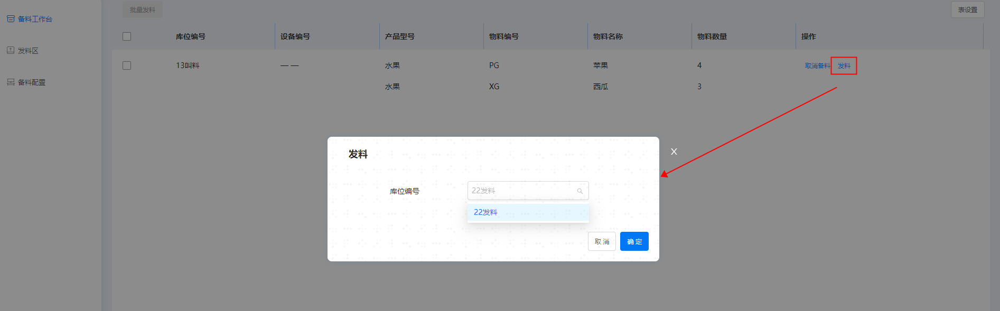 批量发料
表设置
备料工作台
发料区
备料配置
库位编号 设备编号 产品型号 物料编号 物料名称 物料数量 操作
13叫料 — — 水果 PG 苹果 4 取消备料 发料
水果 XG 西瓜 3
发料
X
库位编号 22发料
22发料
取消 确定